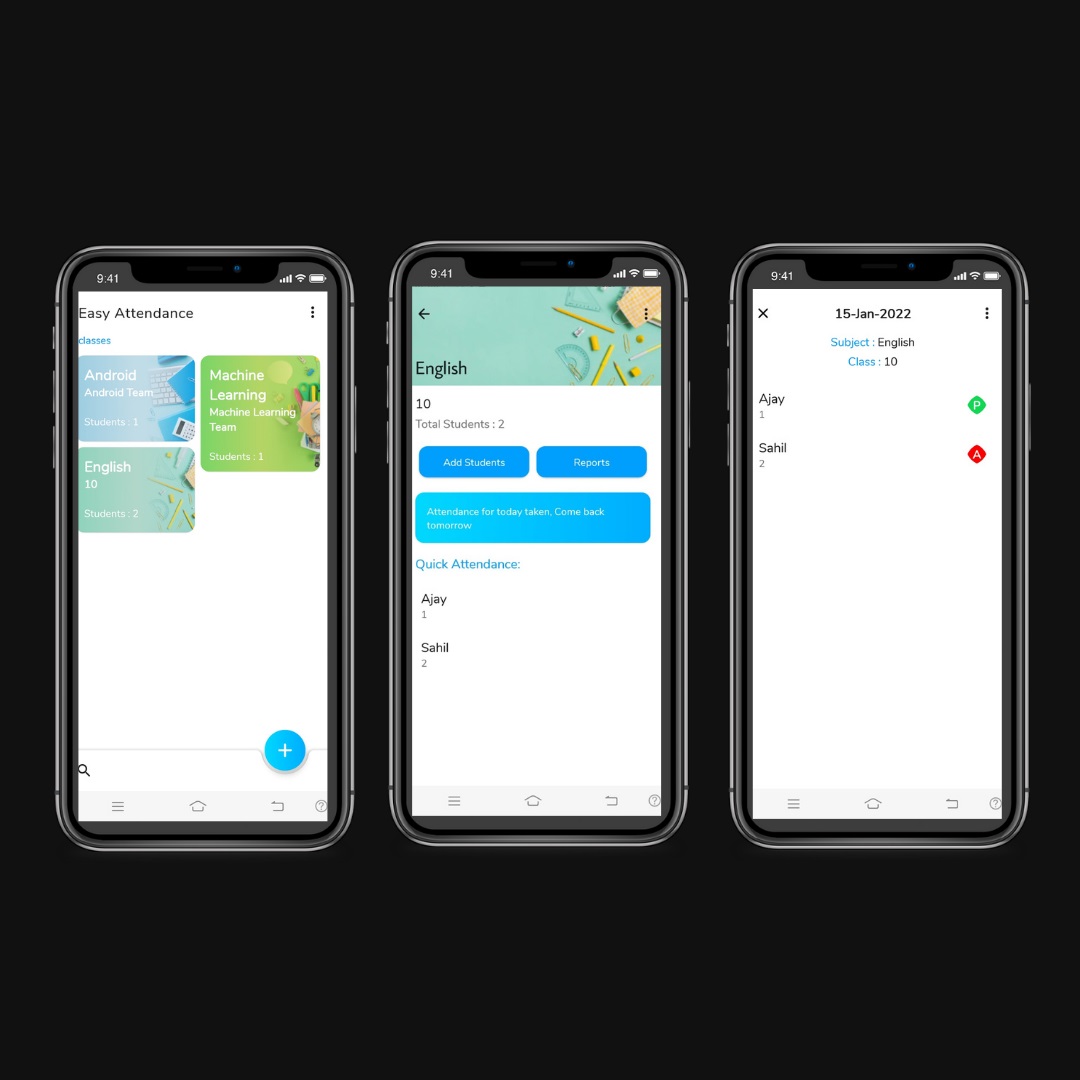 9:41
Easy Attendance
classes
Android
Android Team
Students : 1
Machine
Learning
Machine Learning
Team
Students : 1
English
10
Students : 2
+
9:41
English
10
Total Students : 2
Add Students
Reports
Attendance for today taken, Come back
tomorrow
Quick Attendance:
Ajay
1
Sahil
2
9:41
15-Jan-2022
Subject : English
Class : 10
Ajay
1
P
Sahil
2
A